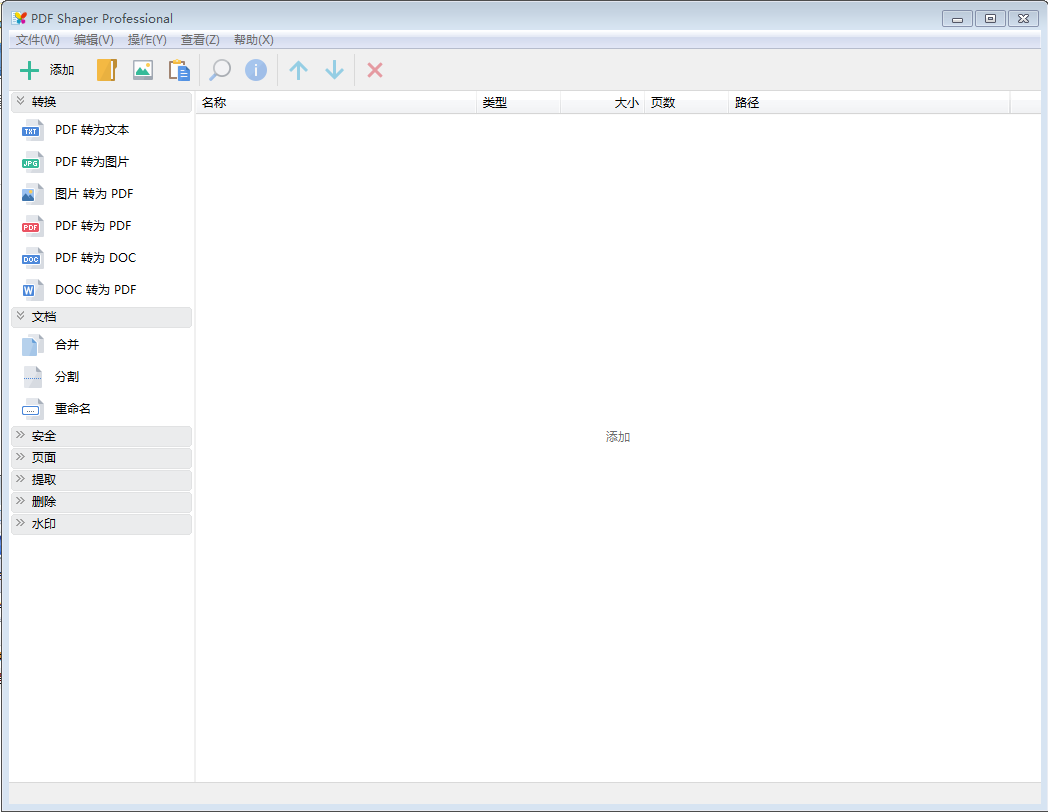 PDF Shaper Professional
文件(W) 编辑(V) 操作(Y) 查看(Z) 帮助(X)
添加
转换
名称 类型 大小 页数 路径
TXT PDF 转为文本
JPG PDF 转为图片
图片 转为 PDF
PDF PDF 转为 PDF
DOC PDF 转为 DOC
W DOC 转为 PDF
文档
合并
分割
重命名
添加
安全
页面
提取
删除
水印